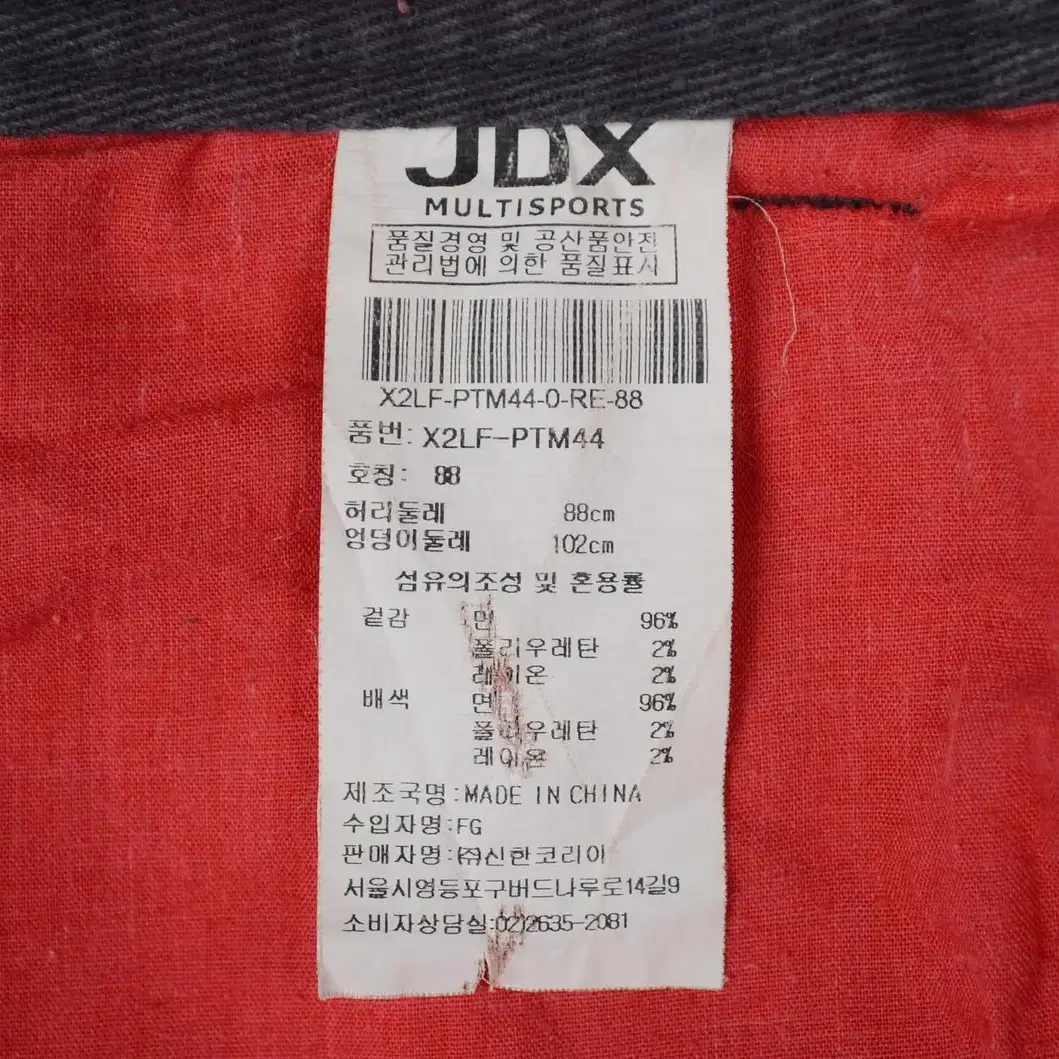 JDX
MULTISPORTS
품질경영 및 공산품안전
관리법에 의한 품질표시
X2LF-PTM44-0-RE-88
품번: X2LF-PTM44
호칭: 88
허리둘레 88cm
엉덩이둘레 102cm
섬유의조성 및 혼용률
겉감 면 96%
폴리우레탄 2%
레이온 2%
배색 면 96%
폴리우레탄 2%
레이온 2%
제조국명:MADE IN CHINA
수입자명:FG
판매자명:㈜신한코리아
서울시영등포구버드나루로14길9
소비자상담실:02)2635-2081